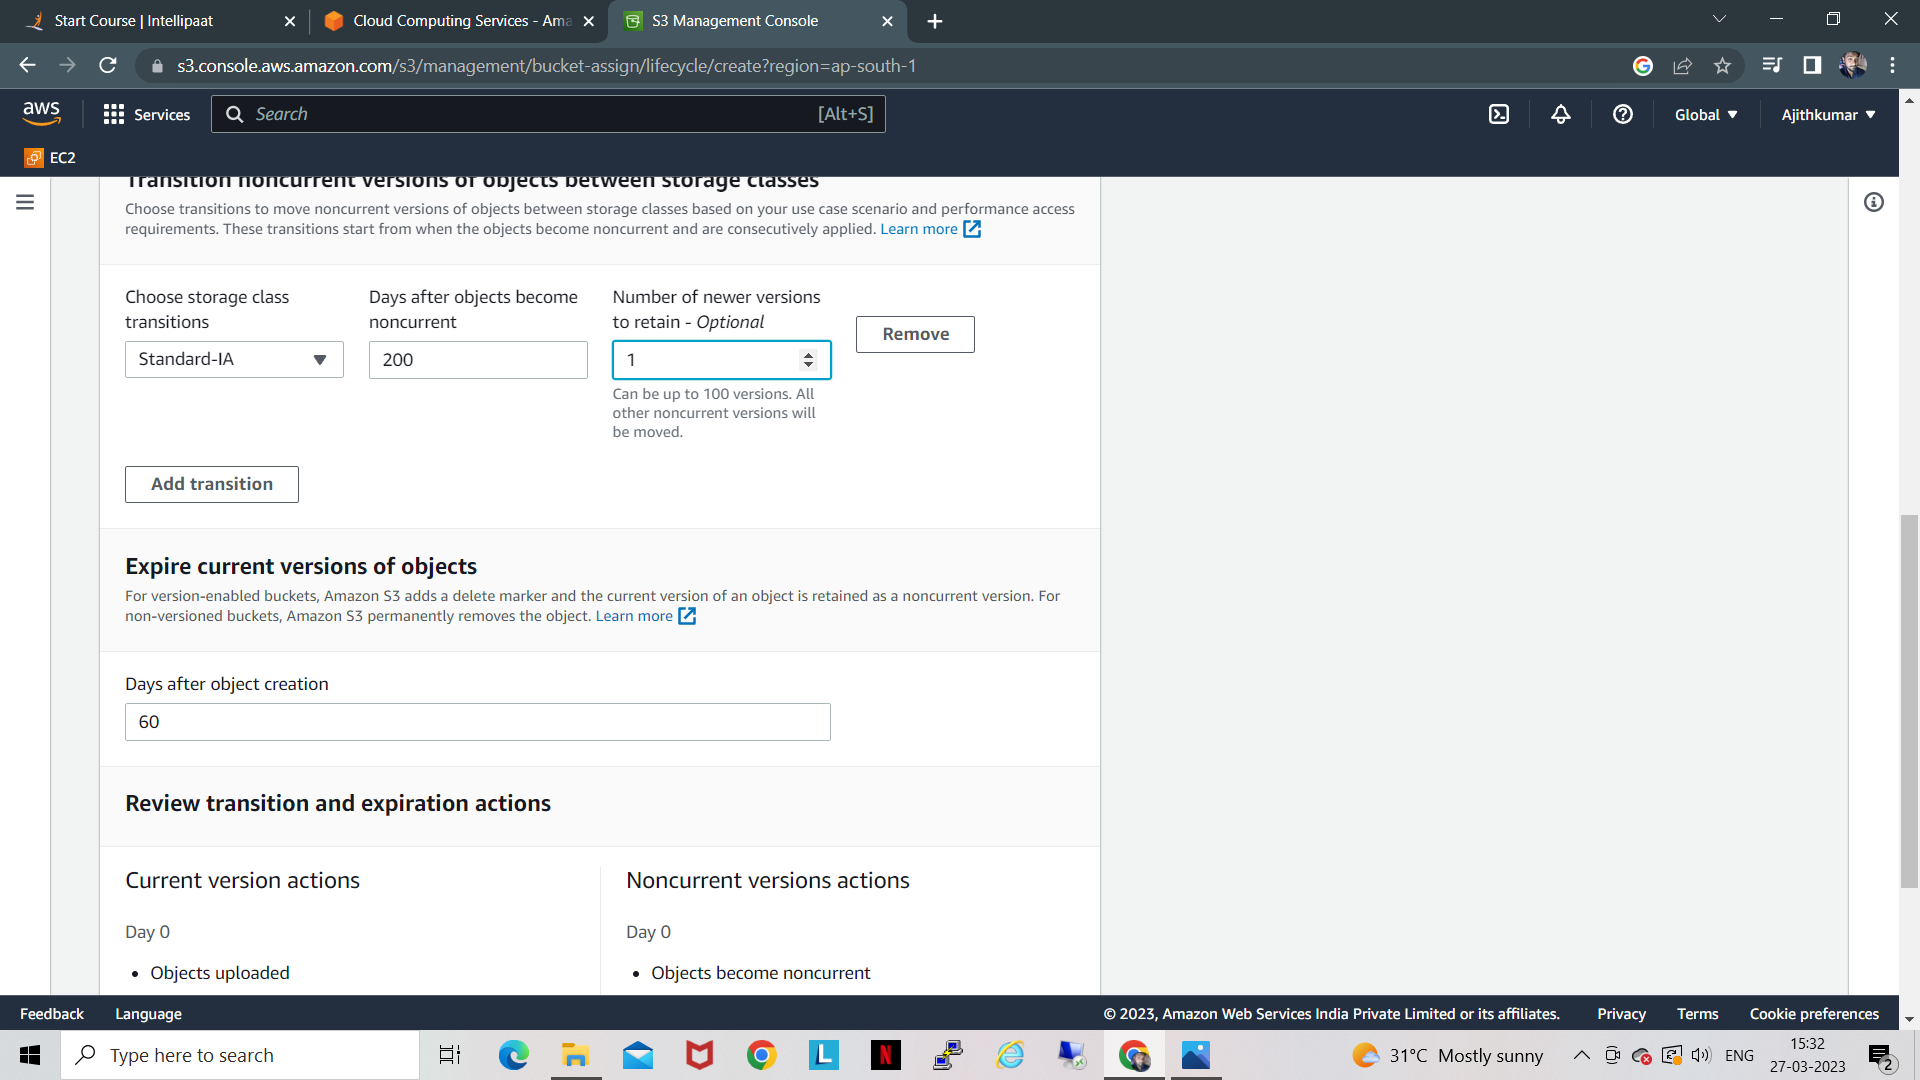 Start Course | Intellipaat
Cloud Computing Services - Ama
S3 Management Console
s3.console.aws.amazon.com/s3/management/bucket-assign/lifecycle/create?region=ap-south-1
aws
Services
Search
[Alt+S]
Global
Ajithkumar
EC2
Transition noncurrent versions of objects between storage classes
Choose transitions to move noncurrent versions of objects between storage classes based on your use case scenario and performance access
requirements. These transitions start from when the objects become noncurrent and are consecutively applied. Learn more
Choose storage class
transitions
Days after objects become
noncurrent
Number of newer versions
to retain - Optional
Remove
Standard-IA
200
1
Can be up to 100 versions. All
other noncurrent versions will
be moved.
Add transition
Expire current versions of objects
For version-enabled buckets, Amazon S3 adds a delete marker and the current version of an object is retained as a noncurrent version. For
non-versioned buckets, Amazon S3 permanently removes the object. Learn more
Days after object creation
60
Review transition and expiration actions
Current version actions
Day 0
• Objects uploaded
Noncurrent versions actions
Day 0
• Objects become noncurrent
Feedback
Language
© 2023, Amazon Web Services India Private Limited or its affiliates.
Privacy
Terms
Cookie preferences
Type here to search
L
N
31°C Mostly sunny
ENG
15:32
27-03-2023
2